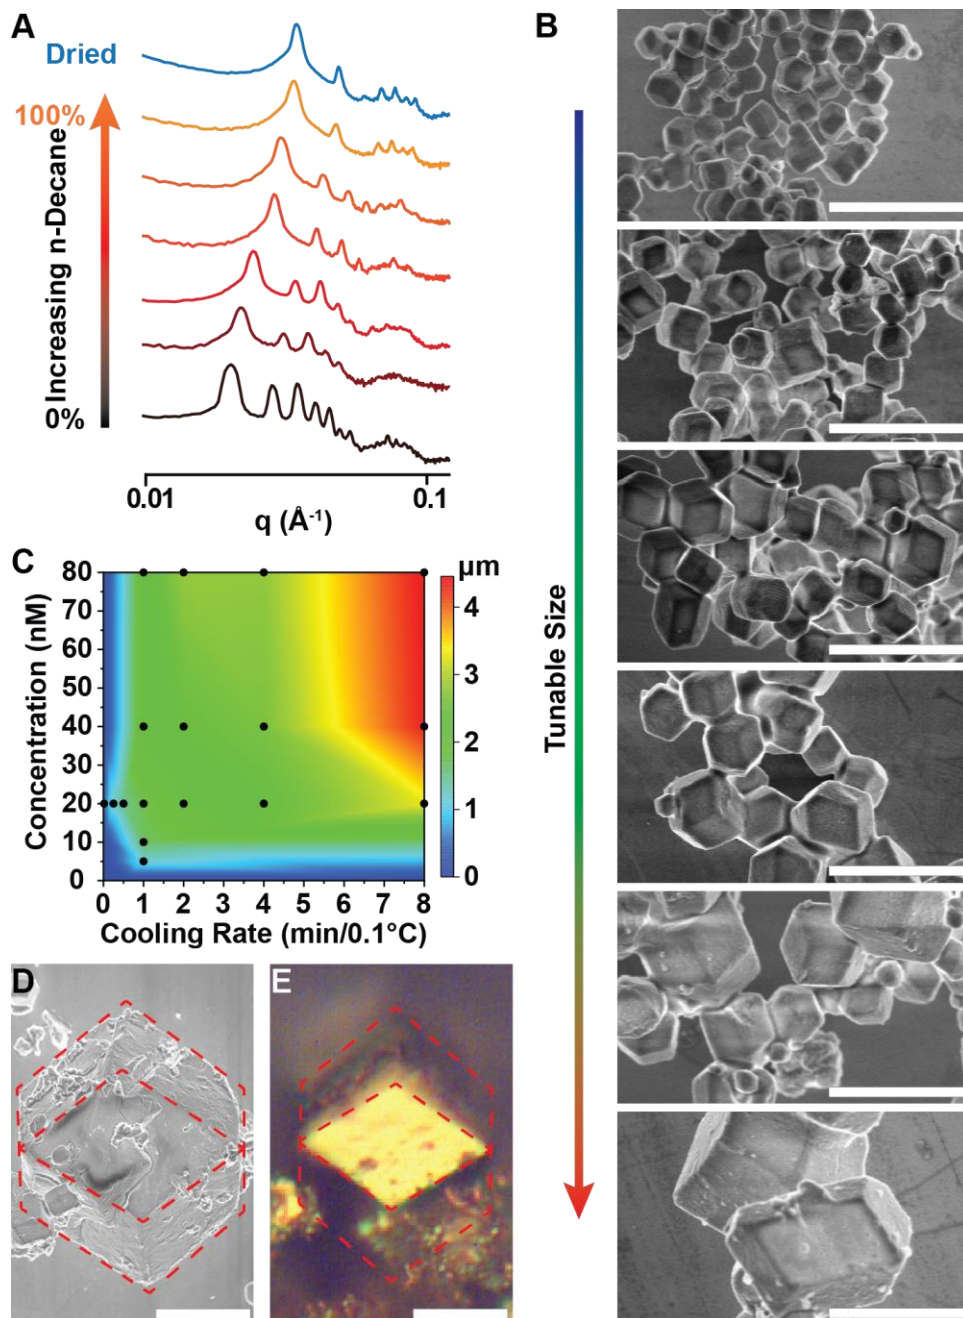 A
Dried
100%
Increasing n-Decane
0%
0.01
0.1
q (Å⁻¹)
B
Tunable Size
C
µm
Concentration (nM)
80
70
60
50
40
30
20
10
0
4
3
2
1
0
0 1 2 3 4 5 6 7 8
Cooling Rate (min/0.1°C)
D
E